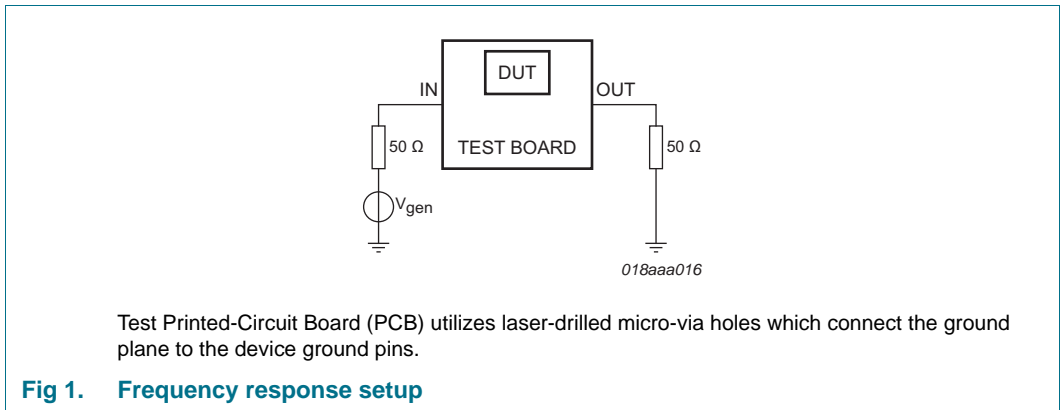 DUT
IN
OUT
50 Ω
TEST BOARD
50 Ω
Vgen
018aaa016
Test Printed-Circuit Board (PCB) utilizes laser-drilled micro-via holes which connect the ground
plane to the device ground pins.
Fig 1. Frequency response setup